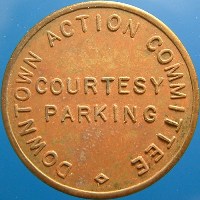 DOWNTOWN ACTION COMMITTEE
COURTESY
PARKING